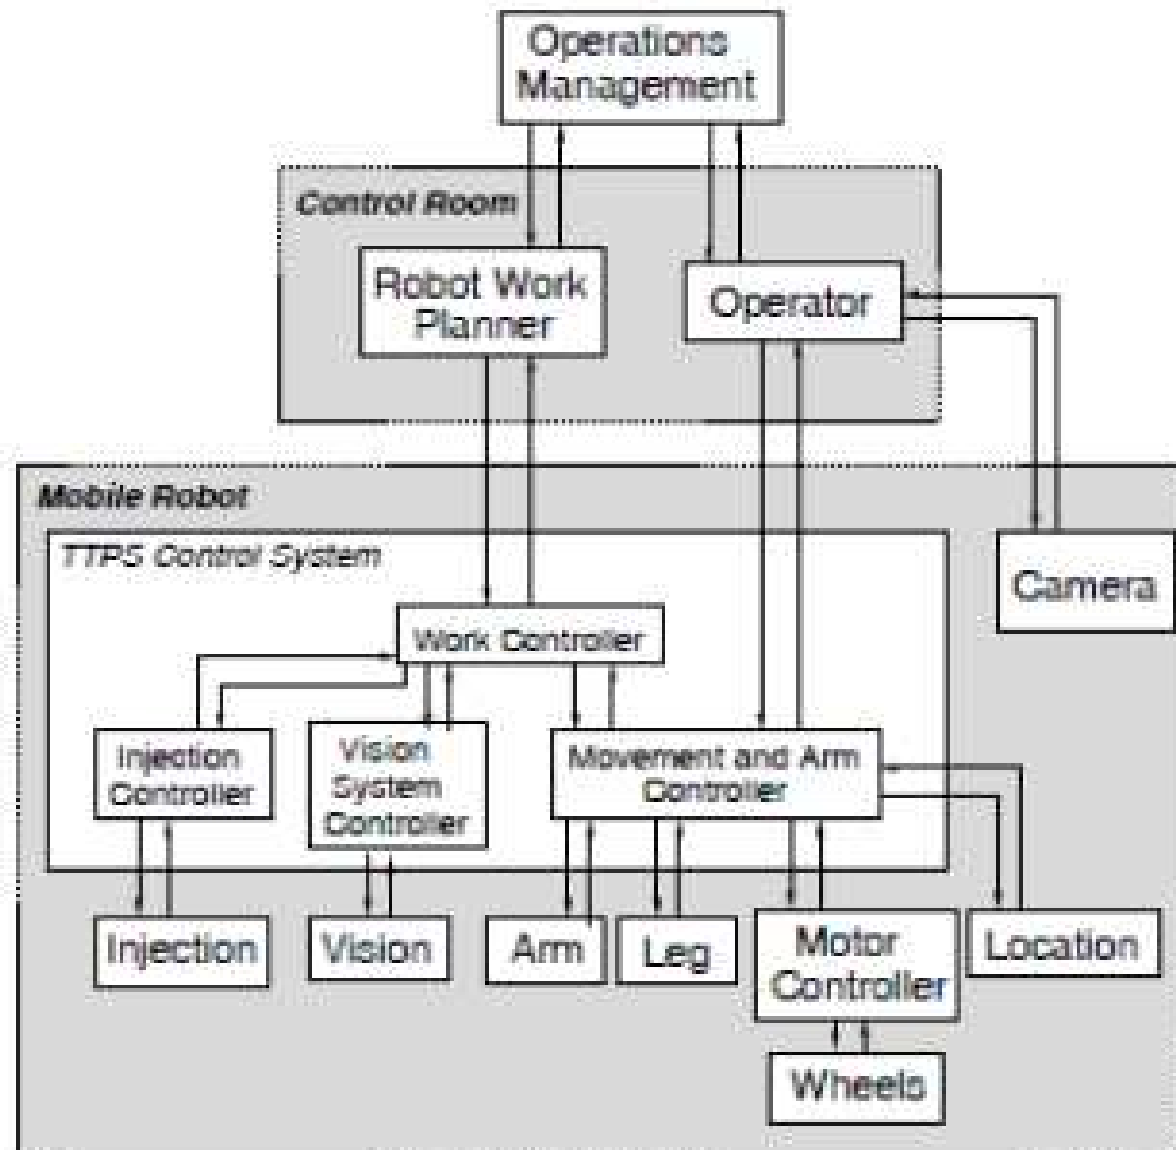 Operations
Management
Control Room
Robot Work
Planner
Operator
Mobile Robot
TTPS Control System
Camera
Work Controller
Injection
Controller
Vision
System
Controller
Movement and Arm
Controller
Injection
Vision
Arm
Leg
Motor
Controller
Location
Wheels